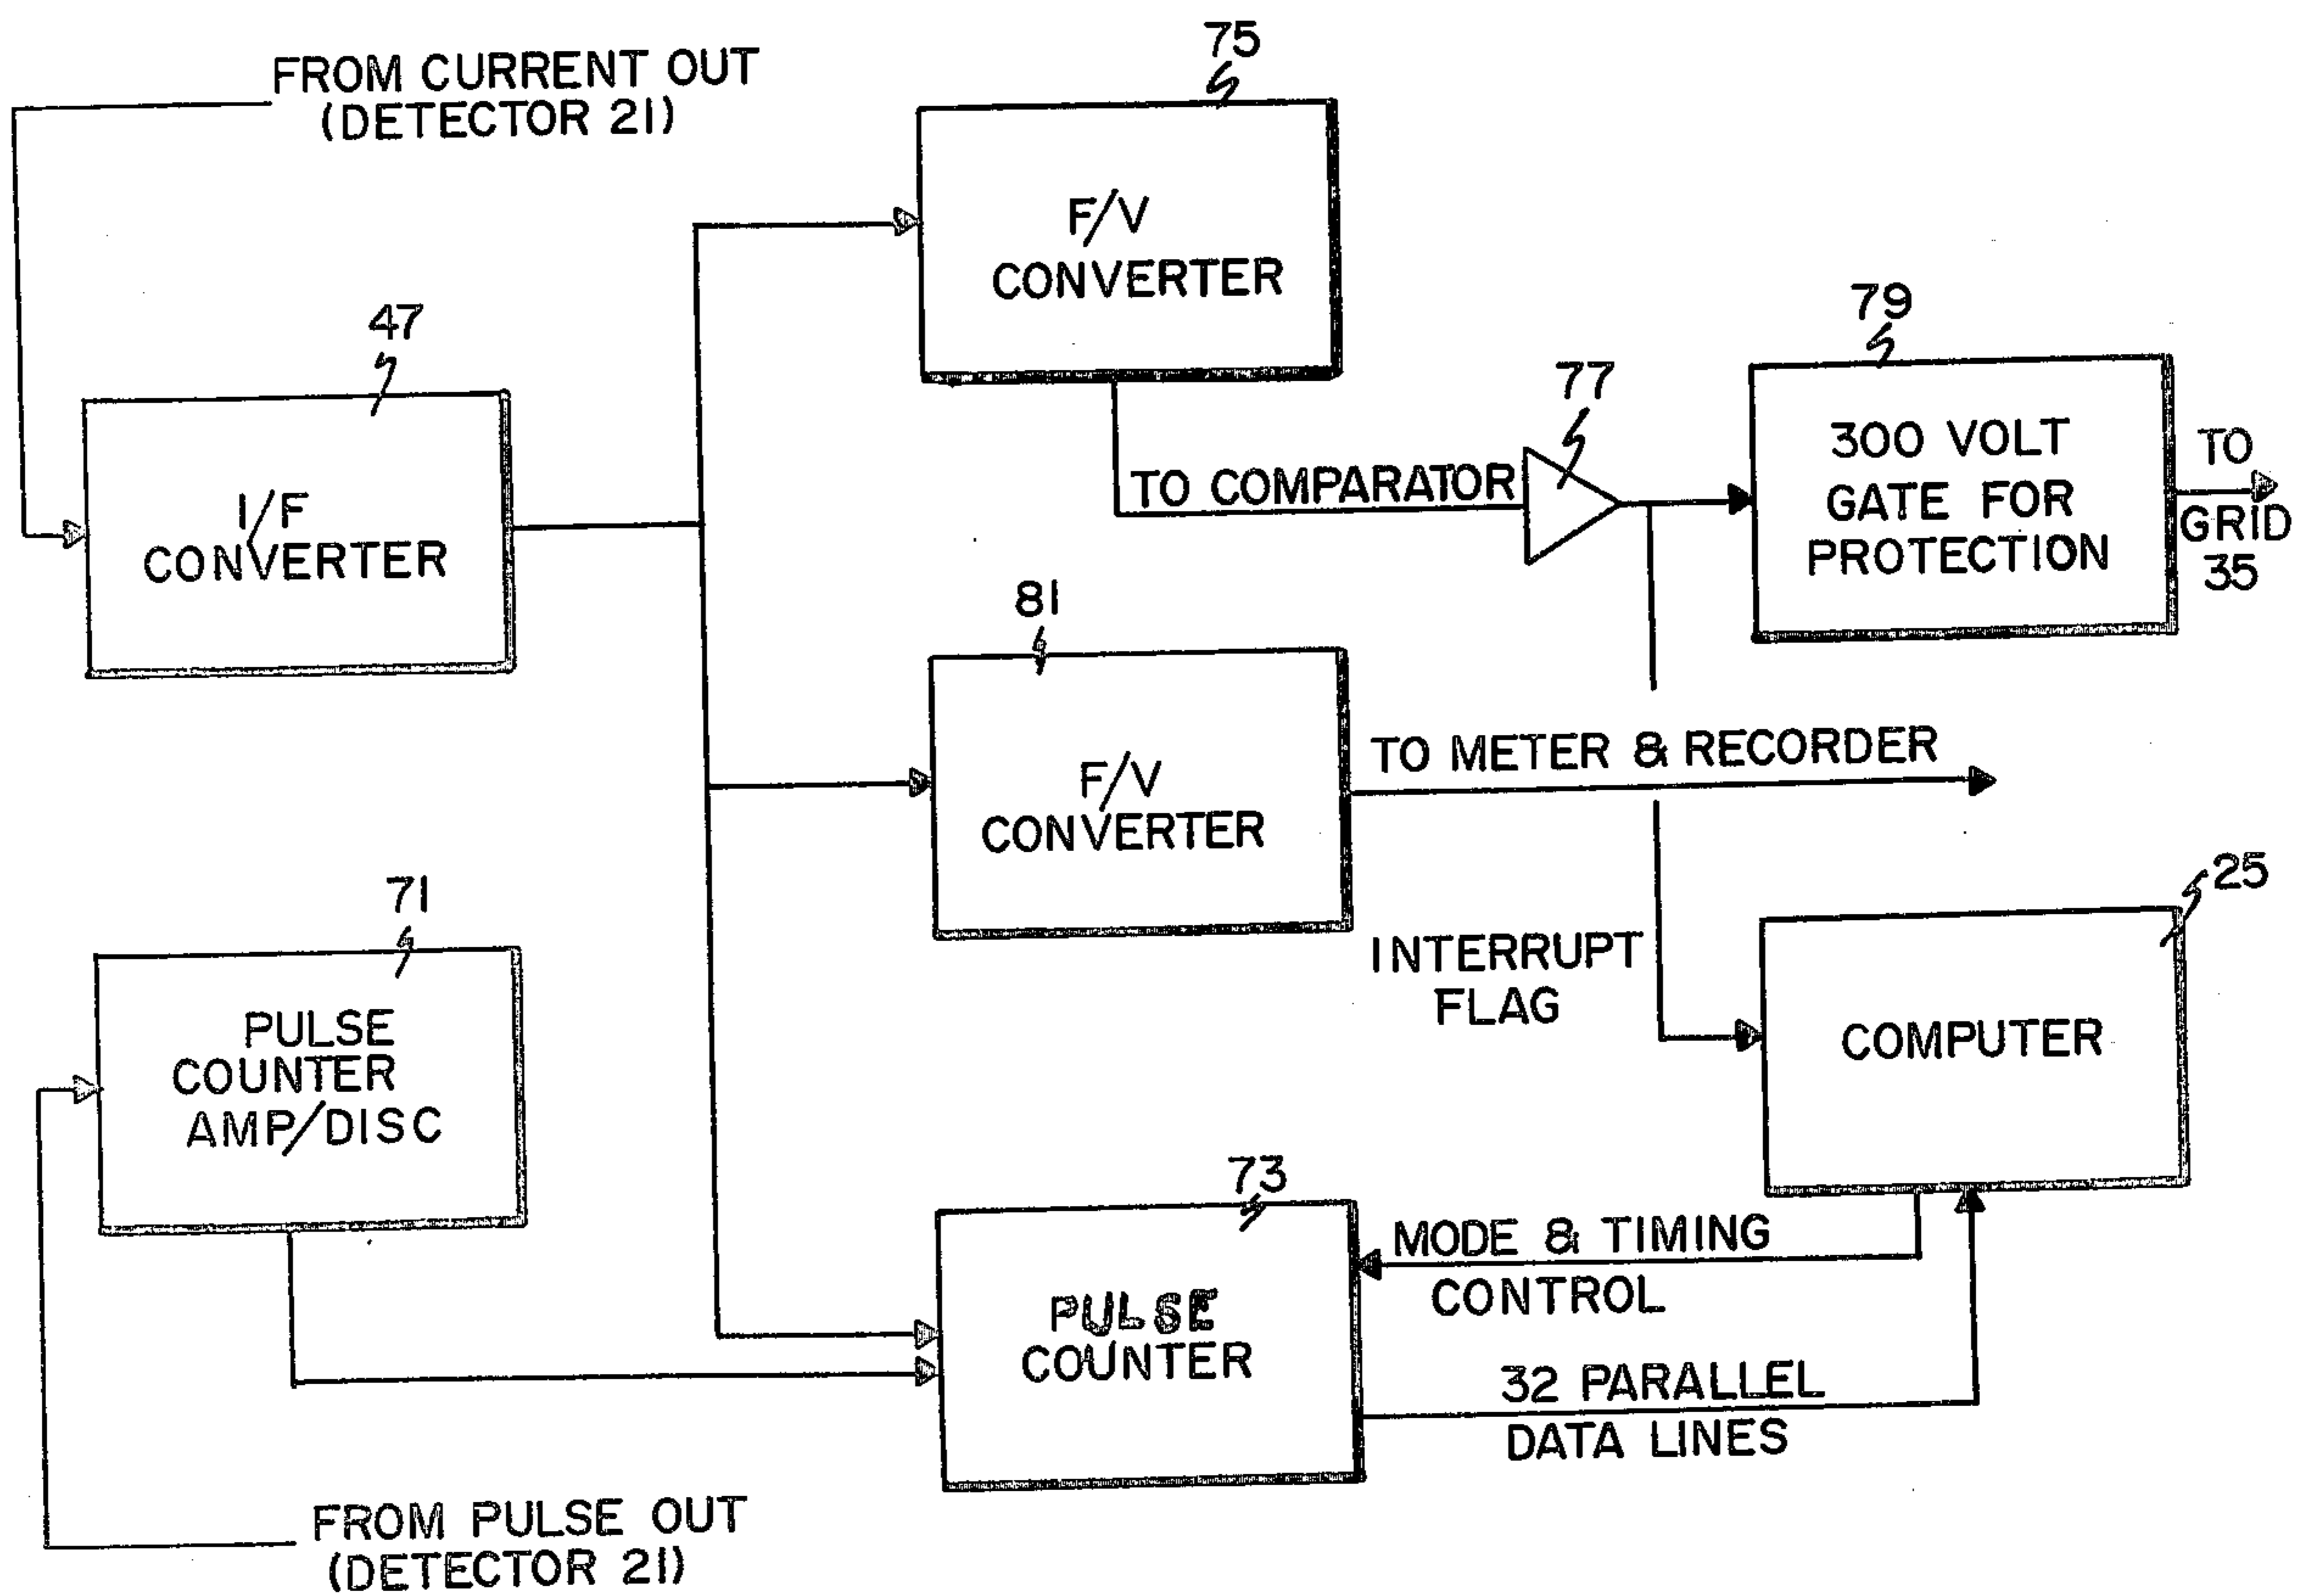 FROM CURRENT OUT
(DETECTOR 21)
75
F/V
CONVERTER
47
I/F
CONVERTER
79
300 VOLT
GATE FOR
PROTECTION
77
TO COMPARATOR
TO
GRID
35
81
F/V
CONVERTER
TO METER & RECORDER
71
PULSE
COUNTER
AMP/DISC
INTERRUPT
FLAG
25
COMPUTER
73
PULSE
COUNTER
MODE & TIMING
CONTROL
32 PARALLEL
DATA LINES
FROM PULSE OUT
(DETECTOR 21)